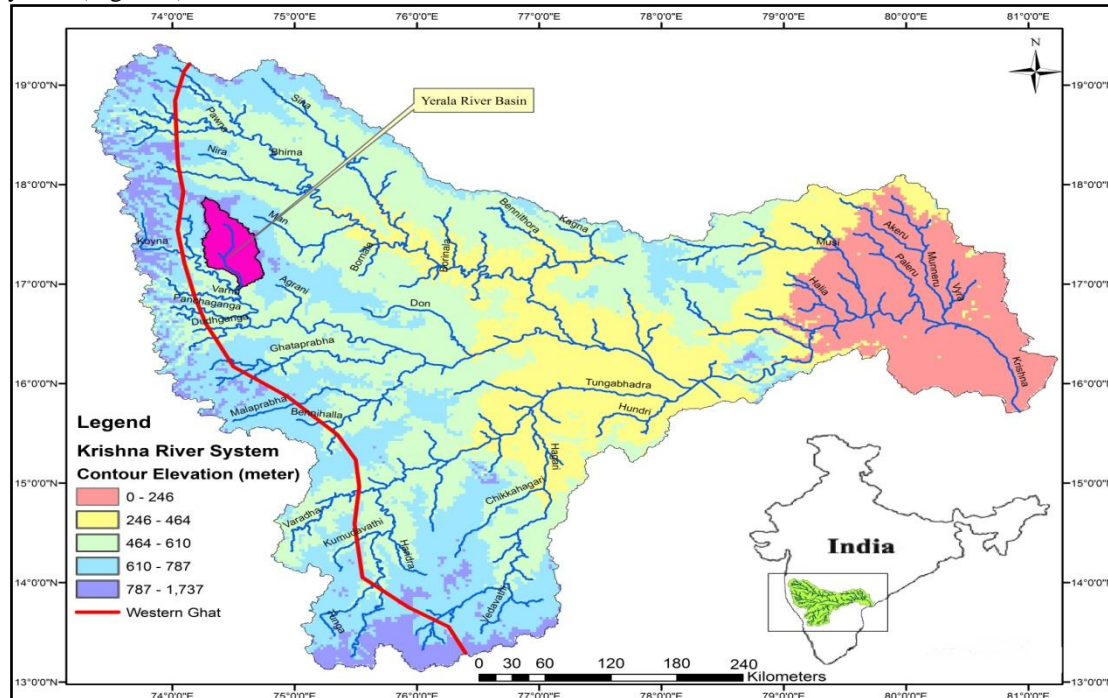 74°0'0"E 75°0'0"E 76°0'0"E 77°0'0"E 78°0'0"E 79°0'0"E 80°0'0"E 81°0'0"E
N
19°0'0"N 19°0'0"N
Sina
Yerala River Basin
Pawna
Bhima
Nira
18°0'0"N 18°0'0"N
Man
Bennithora
Kagna
Koyna
Bornala
Borinala
Musi
Akeru
Paleru
Munneru
Vyra
Halia
17°0'0"N 17°0'0"N
Varna
Agrani
Panchaganga
Dudhganga
Don
Ghataprabha
Krishna
16°0'0"N 16°0'0"N
Tungabhadra
Malaprabha
Hundri
Bennihalla
Hagari
Legend
Krishna River System
Contour Elevation (meter)
0 - 246
246 - 464
464 - 610
610 - 787
787 - 1,737
Western Ghat
15°0'0"N 15°0'0"N
Chikkahagari
Varadha
Kumudavathi
Haridra
India
14°0'0"N 14°0'0"N
Tunga
Vedavathi
0 30 60 120 180 240
Kilometers
13°0'0"N 13°0'0"N
74°0'0"E 75°0'0"E 76°0'0"E 77°0'0"E 78°0'0"E 79°0'0"E 80°0'0"E 81°0'0"E